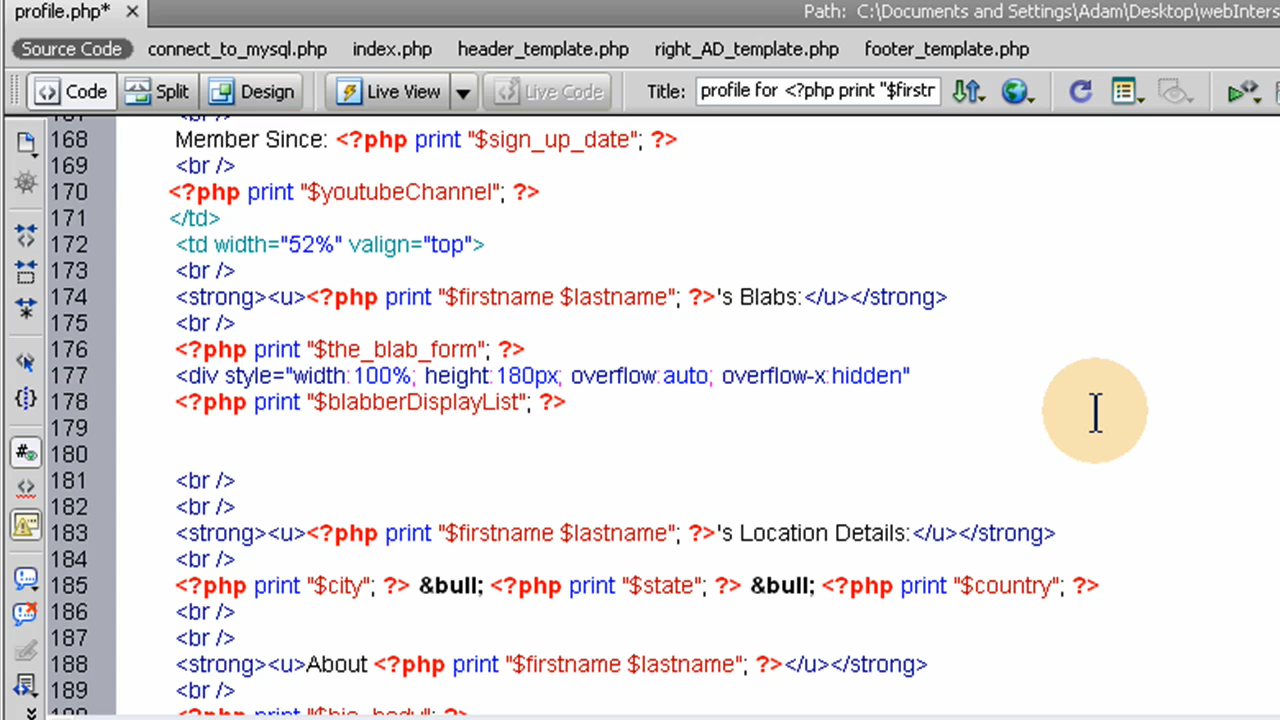 profile.php* × Path: C:\Documents and Settings\Adam\Desktop\webInters
Source Code connect_to_mysql.php index.php header_template.php right_AD_template.php footer_template.php
Code Split Design Live View Live Code Title: profile for <?php print "$firstr
<br />
168 Member Since: <?php print "$sign_up_date"; ?>
169 <br />
170 <?php print "$youtubeChannel"; ?>
171 </td>
172 <td width="52%" valign="top">
173 <br />
174 <strong><u><?php print "$firstname $lastname"; ?>'s Blabs:</u></strong>
175 <br />
176 <?php print "$the_blab_form"; ?>
177 <div style="width:100%; height:180px; overflow:auto; overflow-x:hidden"
178 <?php print "$blabberDisplayList"; ?>
179
180
181 <br />
182 <br />
183 <strong><u><?php print "$firstname $lastname"; ?>'s Location Details:</u></strong>
184 <br />
185 <?php print "$city"; ?> &bull; <?php print "$state"; ?> &bull; <?php print "$country"; ?>
186 <br />
187 <br />
188 <strong><u>About <?php print "$firstname $lastname"; ?></u></strong>
189 <br />
<?php print "$bio_body"; ?>